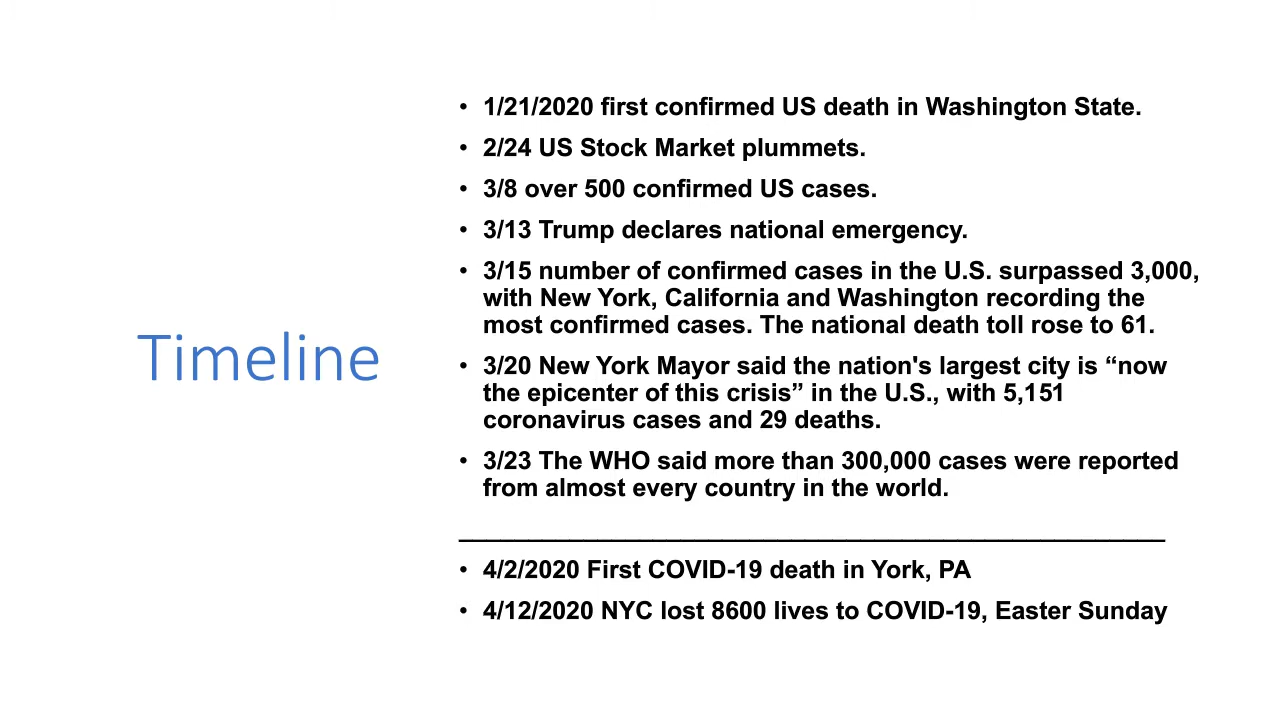 Timeline
• 1/21/2020 first confirmed US death in Washington State.
• 2/24 US Stock Market plummets.
• 3/8 over 500 confirmed US cases.
• 3/13 Trump declares national emergency.
• 3/15 number of confirmed cases in the U.S. surpassed 3,000,
with New York, California and Washington recording the
most confirmed cases. The national death toll rose to 61.
• 3/20 New York Mayor said the nation's largest city is “now
the epicenter of this crisis” in the U.S., with 5,151
coronavirus cases and 29 deaths.
• 3/23 The WHO said more than 300,000 cases were reported
from almost every country in the world.
• 4/2/2020 First COVID-19 death in York, PA
• 4/12/2020 NYC lost 8600 lives to COVID-19, Easter Sunday